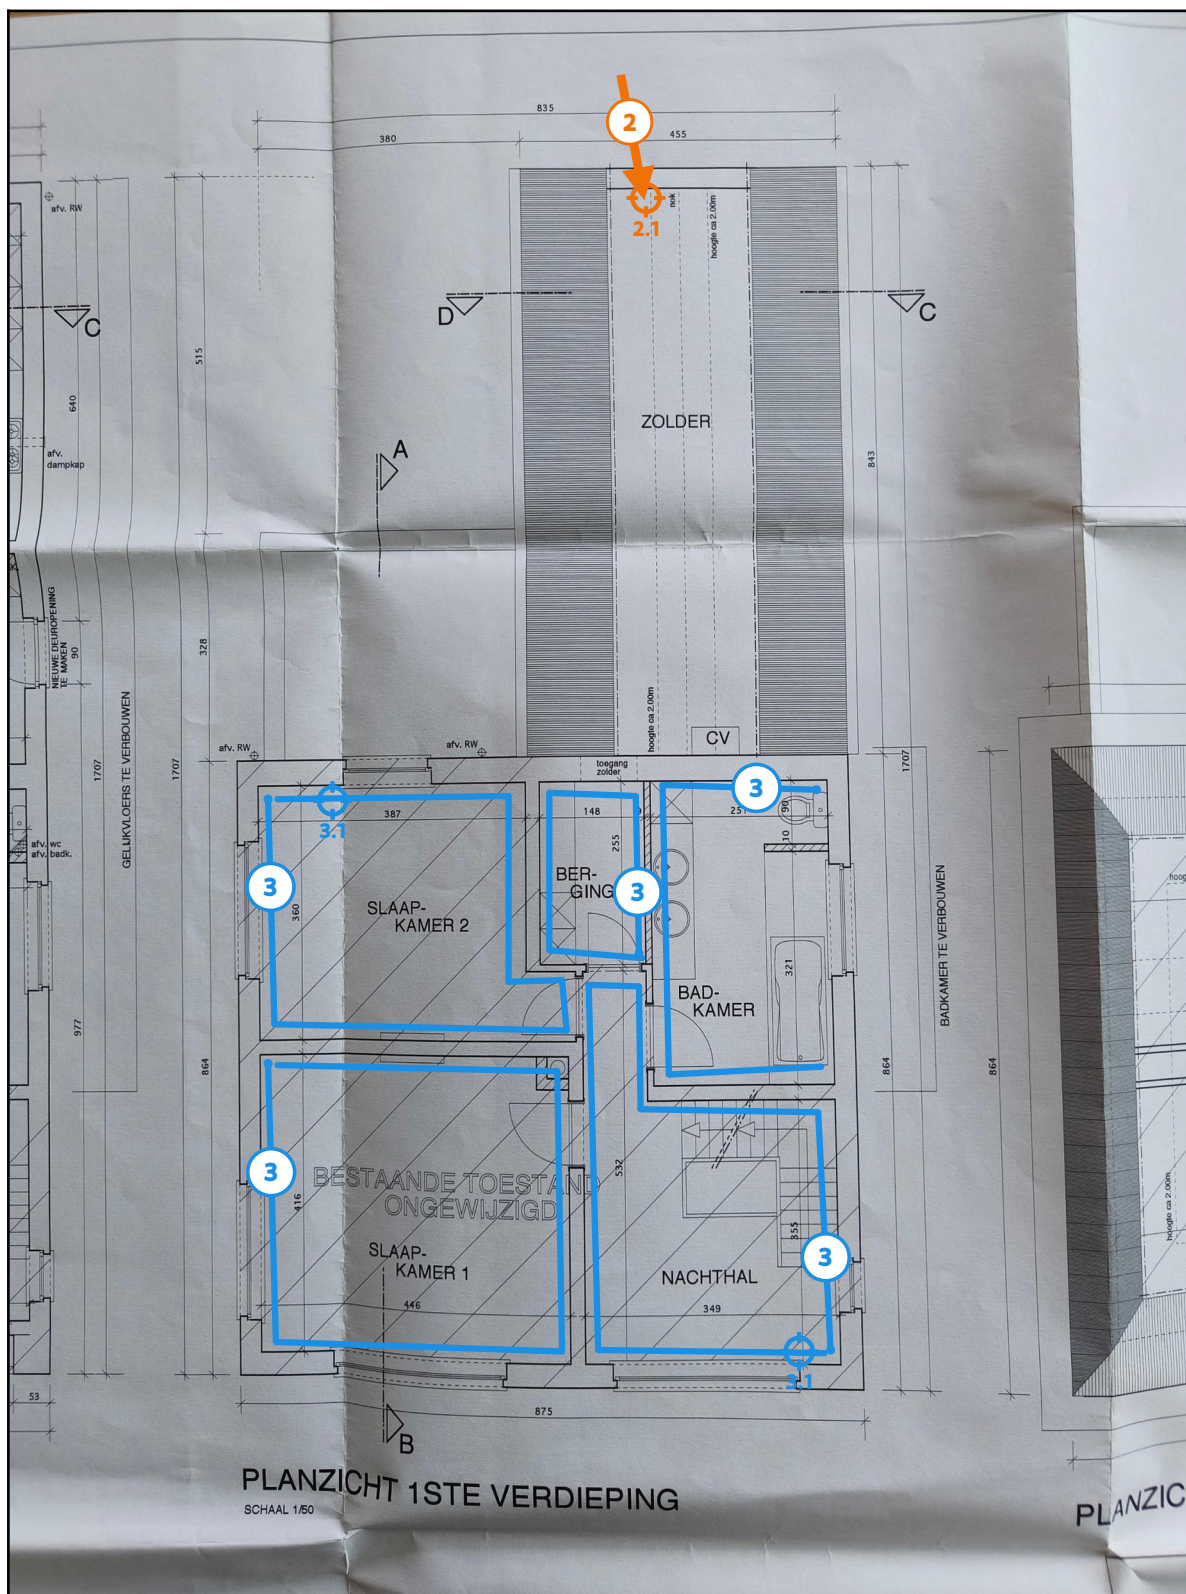 835
2
380
455
afv. RW
2.1
nok
hoogte ca 2.00m
D
C
C
515
640
ZOLDER
A
afv.
dampkap
843
NIEUWE DEUROPENING
TE MAKEN
90
328
GELIJKVLOERS TE VERBOUWEN
hoogte ca 2.00m
CV
afv. RW
afv. RW
toegang
zolder
1707
1707
1707
3
3.1
387
148
9
251
90
10
255
afv. wc
afv. badk.
3
360
SLAAP-
KAMER 2
BER-
GING
3
BADKAMER TE VERBOUWEN
321
BAD-
KAMER
977
864
864
864
3
BESTAANDE TOESTAND
ONGEWIJZIGD
416
532
355
SLAAP-
KAMER 1
NACHTHAL
3
446
349
hoogte ca 2.00m
3.1
53
875
B
PLANZICHT 1STE VERDIEPING
SCHAAL 1/50
PLANZIC